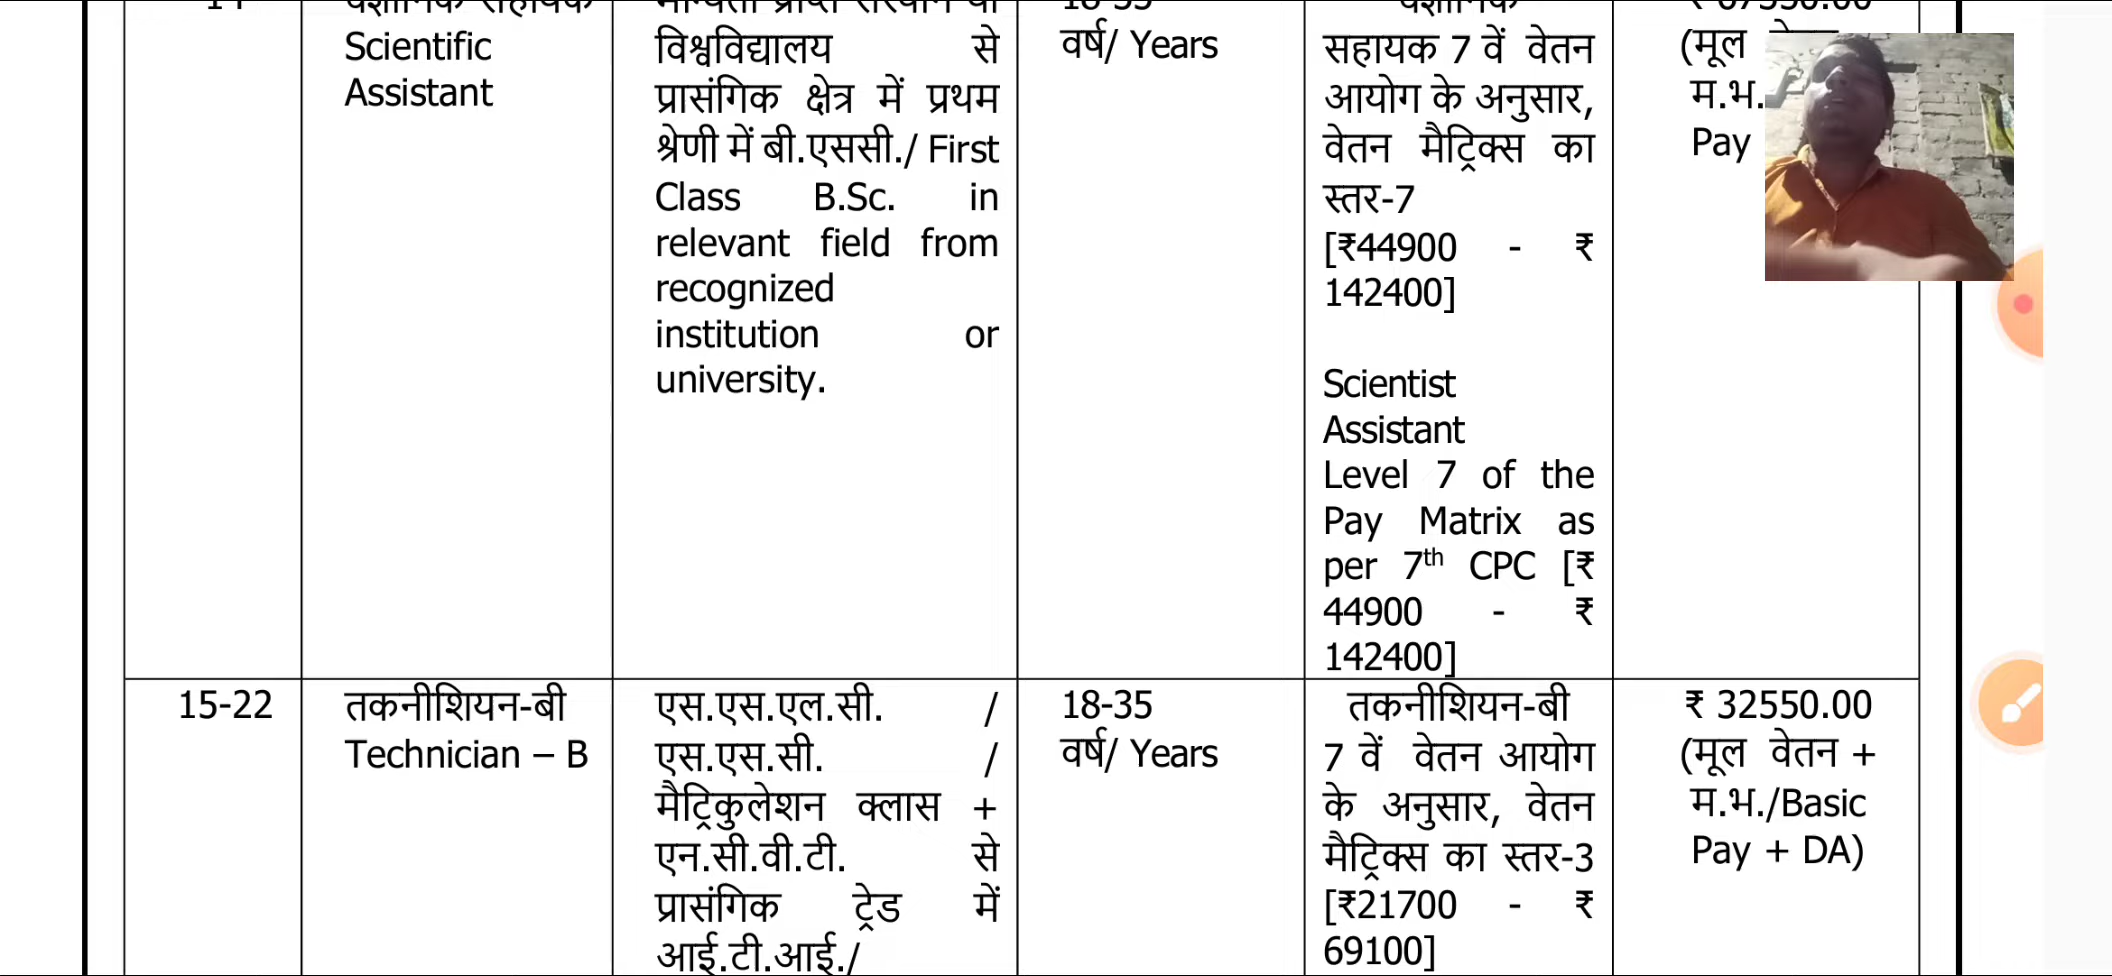 Scientific
Assistant
विश्वविद्यालय से
प्रासंगिक क्षेत्र में प्रथम
श्रेणी में बी.एससी./ First
Class B.Sc. in
relevant field from
recognized
institution or
university.
वर्ष/ Years
सहायक 7 वें वेतन
आयोग के अनुसार,
वेतन मैट्रिक्स का
स्तर-7
[₹44900 - ₹
142400]
Scientist
Assistant
Level 7 of the
Pay Matrix as
per 7th CPC [₹
44900 - ₹
142400]
(मूल
म.भ.
Pay
15-22
तकनीशियन-बी
Technician – B
एस.एस.एल.सी. /
एस.एस.सी. /
मैट्रिकुलेशन क्लास +
एन.सी.वी.टी. से
प्रासंगिक ट्रेड में
आई.टी.आई./
18-35
वर्ष/ Years
तकनीशियन-बी
7 वें वेतन आयोग
के अनुसार, वेतन
मैट्रिक्स का स्तर-3
[₹21700 - ₹
69100]
₹ 32550.00
(मूल वेतन +
म.भ./Basic
Pay + DA)